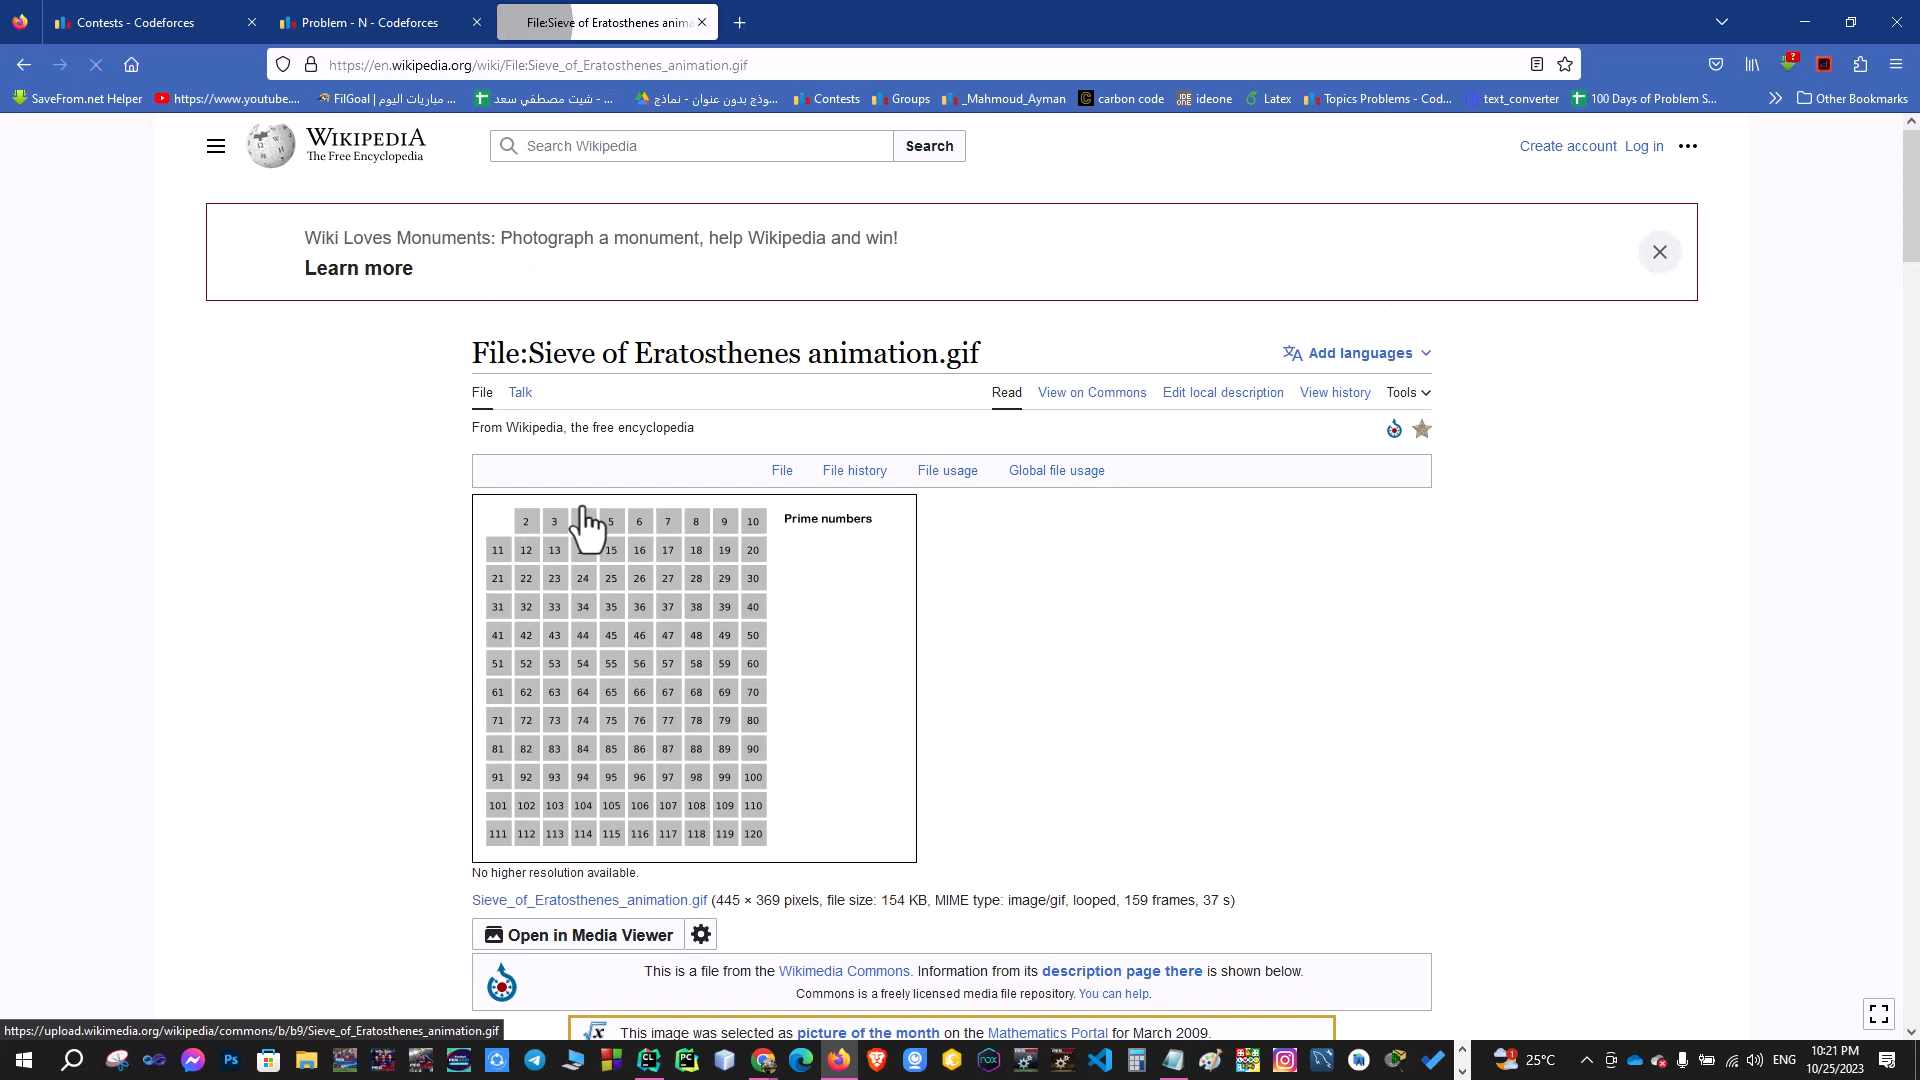 Contests - Codeforces
Problem - N - Codeforces
File:Sieve of Eratosthenes anim
https://en.wikipedia.org/wiki/File:Sieve_of_Eratosthenes_animation.gif
SaveFrom.net Helper
https://www.youtube....
FilGoal | مباريات اليوم ...
شيت مصطفي سعد - ...
...وذج بدون عنوان - نماذج
Contests
Groups
_Mahmoud_Ayman
carbon code
ideone
Latex
Topics Problems - Cod...
text_converter
100 Days of Problem S...
Other Bookmarks
WIKIPEDIA
The Free Encyclopedia
Search Wikipedia
Search
Create account Log in
Wiki Loves Monuments: Photograph a monument, help Wikipedia and win!
Learn more
File:Sieve of Eratosthenes animation.gif
Add languages
File Talk
Read View on Commons Edit local description View history Tools
From Wikipedia, the free encyclopedia
File File history File usage Global file usage
2 3 5 6 7 8 9 10
Prime numbers
11 12 13 15 16 17 18 19 20
21 22 23 24 25 26 27 28 29 30
31 32 33 34 35 36 37 38 39 40
41 42 43 44 45 46 47 48 49 50
51 52 53 54 55 56 57 58 59 60
61 62 63 64 65 66 67 68 69 70
71 72 73 74 75 76 77 78 79 80
81 82 83 84 85 86 87 88 89 90
91 92 93 94 95 96 97 98 99 100
101 102 103 104 105 106 107 108 109 110
111 112 113 114 115 116 117 118 119 120
No higher resolution available.
Sieve_of_Eratosthenes_animation.gif (445 × 369 pixels, file size: 154 KB, MIME type: image/gif, looped, 159 frames, 37 s)
Open in Media Viewer
This is a file from the Wikimedia Commons. Information from its description page there is shown below.
Commons is a freely licensed media file repository. You can help.
https://upload.wikimedia.org/wikipedia/commons/b/b9/Sieve_of_Eratosthenes_animation.gif
This image was selected as picture of the month on the Mathematics Portal for March 2009.
25°C
ENG
10:21 PM
10/25/2023